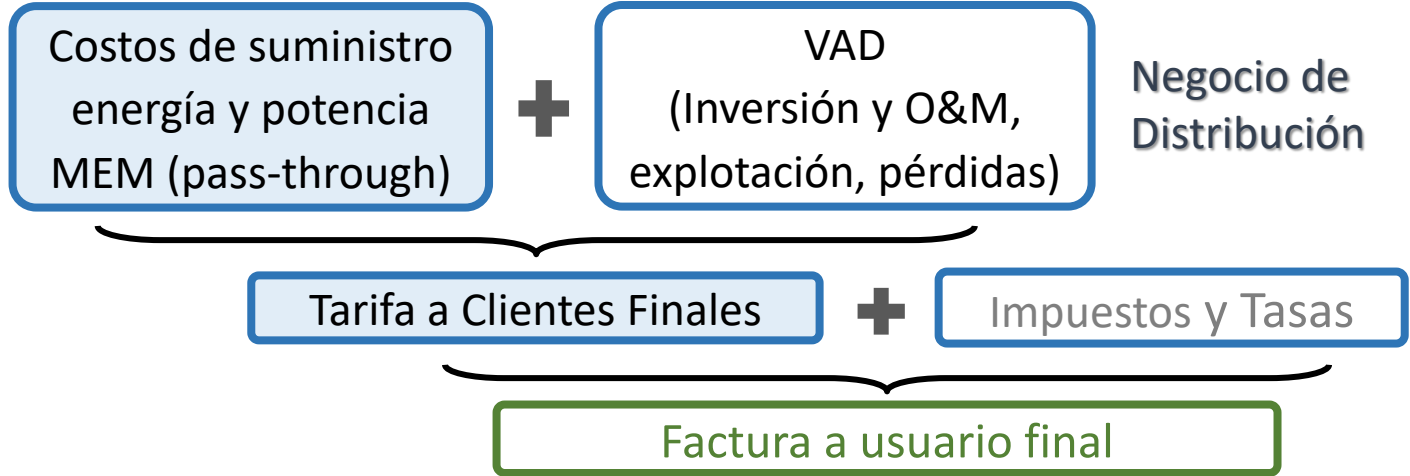 Costos de suministro
energía y potencia
MEM (pass-through)
VAD
(Inversión y O&M,
explotación, pérdidas)
Negocio de
Distribución
Tarifa a Clientes Finales
Impuestos y Tasas
Factura a usuario final